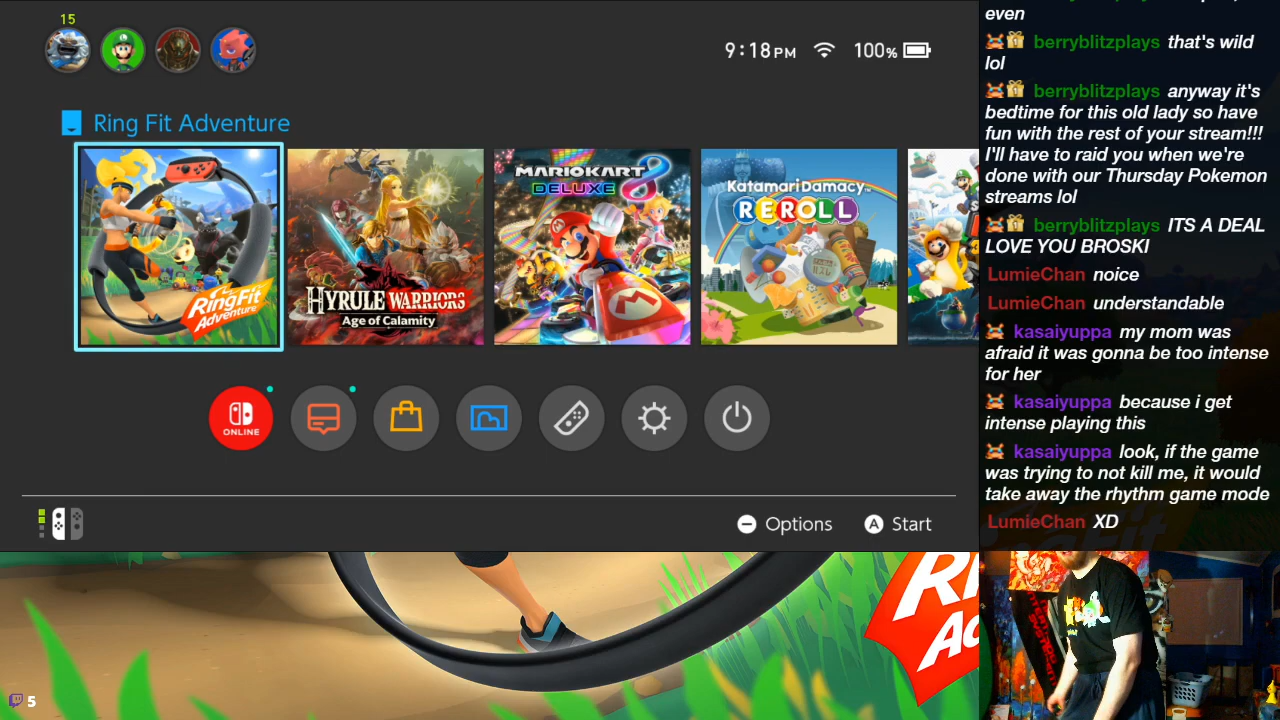 15
9:18 PM
100%
Ring Fit Adventure
RingFit
Adventure
HYRULE WARRIORS
Age of Calamity
MARIOKART
8
DELUXE
Katamari Damacy™
REROLL
ONLINE
Options
A
Start
5
even
berryblitzplays that's wild
lol
berryblitzplays anyway it's
bedtime for this old lady so have
fun with the rest of your stream!!!
I'll have to raid you when we're
done with our Thursday Pokemon
streams lol
berryblitzplays ITS A DEAL
LOVE YOU BROSKI
LumieChan noice
LumieChan understandable
kasaiyuppa my mom was
afraid it was gonna be too intense
for her
kasaiyuppa because i get
intense playing this
kasaiyuppa look, if the game
was trying to not kill me, it would
take away the rhythm game mode
LumieChan XD